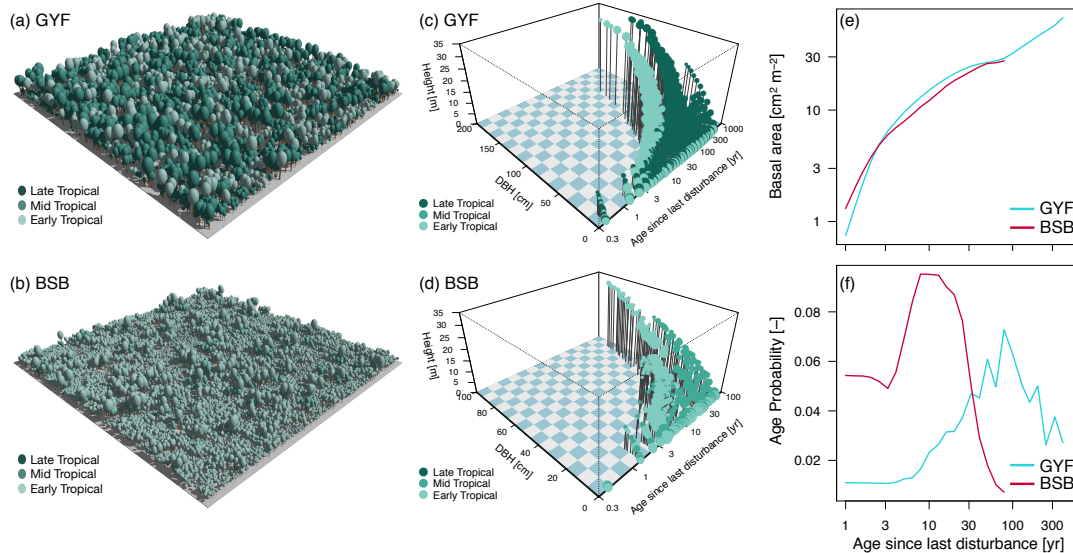 (a) GYF
Late Tropical
Mid Tropical
Early Tropical
(b) BSB
Late Tropical
Mid Tropical
Early Tropical
(c) GYF
Height [m]
35
30
25
20
15
10
5
0
200
150
100
50
0
DBH [cm]
0.3
1
3
10
30
100
300
1000
Age since last disturbance [yr]
Late Tropical
Mid Tropical
Early Tropical
(d) BSB
Height [m]
35
30
25
20
15
10
5
0
100
80
60
40
20
0
DBH [cm]
0.3
1
3
10
30
100
Age since last disturbance [yr]
Late Tropical
Mid Tropical
Early Tropical
(e)
Basal area [cm² m⁻²]
30
10
3
1
GYF
BSB
(f)
Age Probability [–]
0.08
0.06
0.04
0.02
GYF
BSB
1 3 10 30 100 300
Age since last disturbance [yr]